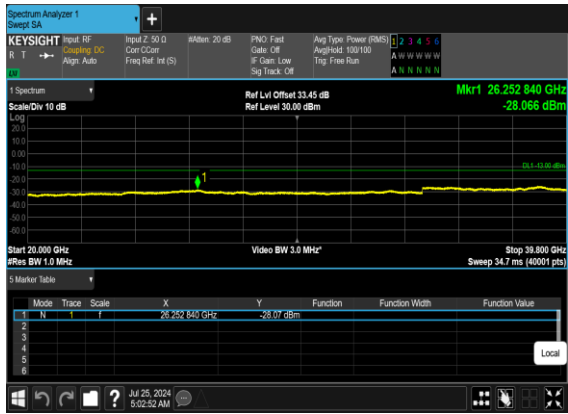 Spectrum Analyzer 1
Swept SA
+
KEYSIGHT
R T
Input: RF
Coupling: DC
Align: Auto
Input Z: 50 Ω
Corr CCorr
Freq Ref: Int (S)
#Atten: 20 dB
PNO: Fast
Gate: Off
IF Gain: Low
Sig Track: Off
Avg Type: Power (RMS)
Avg|Hold: 100/100
Trig: Free Run
1 2 3 4 5 6
A W W W W W
A N N N N N
1 Spectrum
Scale/Div 10 dB
Ref Lvl Offset 33.45 dB
Ref Level 30.00 dBm
Mkr1 26.252 840 GHz
-28.066 dBm
Log
20.0
10.0
0.00
-10.0
-20.0
-30.0
-40.0
-50.0
-60.0
1
DL1 -13.00 dBm
Start 20.000 GHz
#Res BW 1.0 MHz
Video BW 3.0 MHz*
Stop 39.800 GHz
Sweep 34.7 ms (40001 pts)
5 Marker Table
Mode Trace Scale X Y Function Function Width Function Value
1 N 1 f 26.252 840 GHz -28.07 dBm
2
3
4
5
6
Local
?
Jul 25, 2024
5:02:52 AM